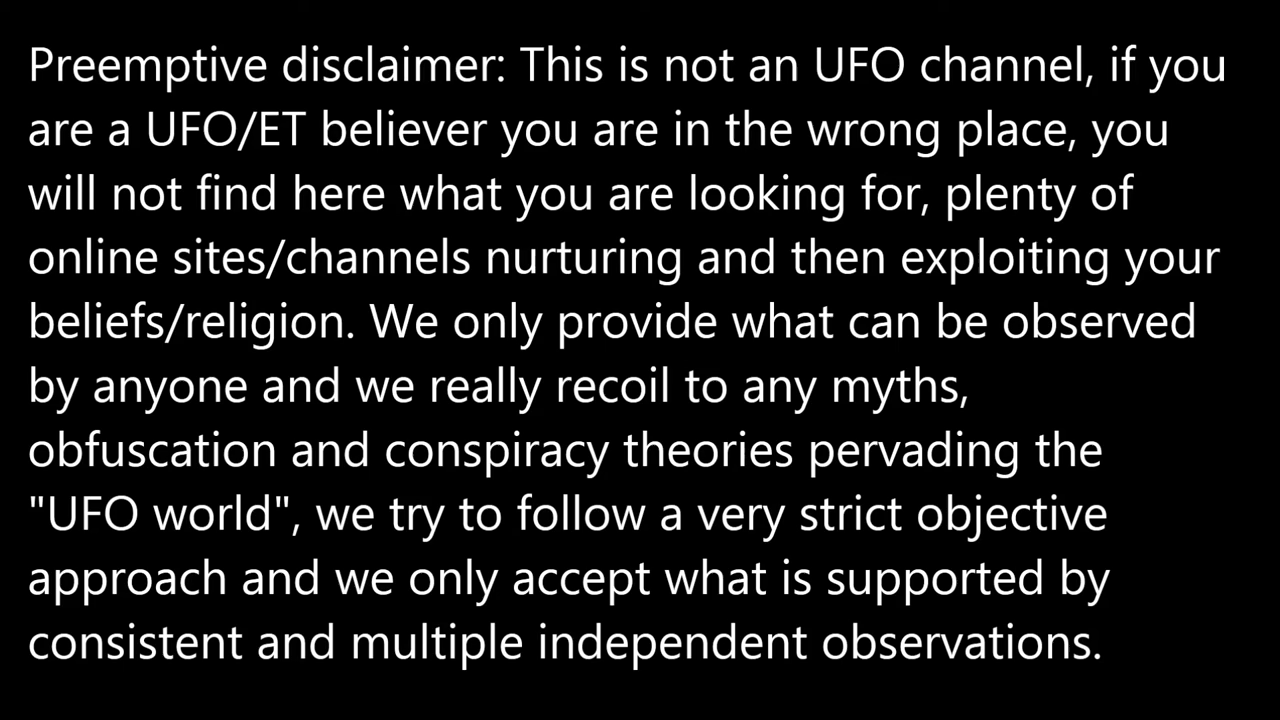 Preemptive disclaimer: This is not an UFO channel, if you
are a UFO/ET believer you are in the wrong place, you
will not find here what you are looking for, plenty of
online sites/channels nurturing and then exploiting your
beliefs/religion. We only provide what can be observed
by anyone and we really recoil to any myths,
obfuscation and conspiracy theories pervading the
"UFO world", we try to follow a very strict objective
approach and we only accept what is supported by
consistent and multiple independent observations.